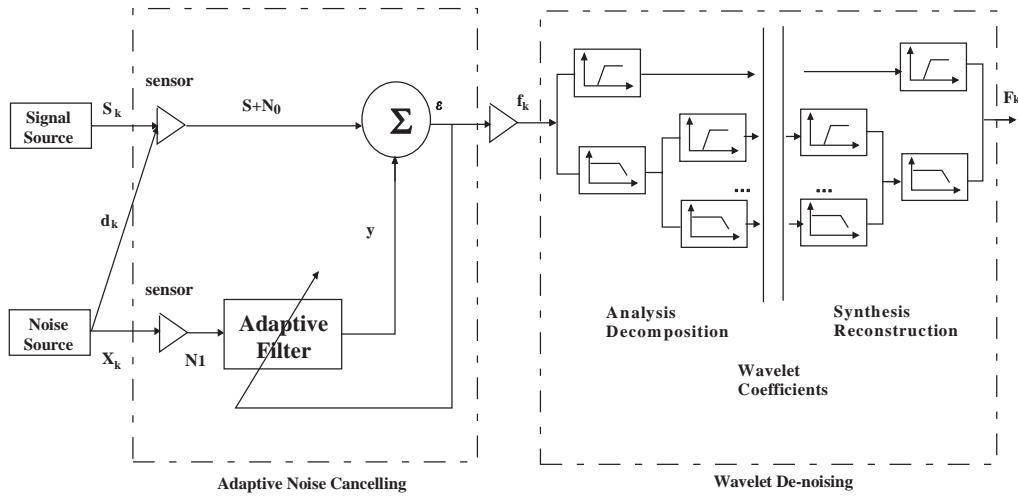 sensor
S_k
S+N_0
ε
f_k
F_k
Signal
Source
Σ
d_k
y
...
...
sensor
Noise
Source
X_k
N1
Adaptive
Filter
Analysis
Decomposition
Synthesis
Reconstruction
Wavelet
Coefficients
Adaptive Noise Cancelling
Wavelet De-noising